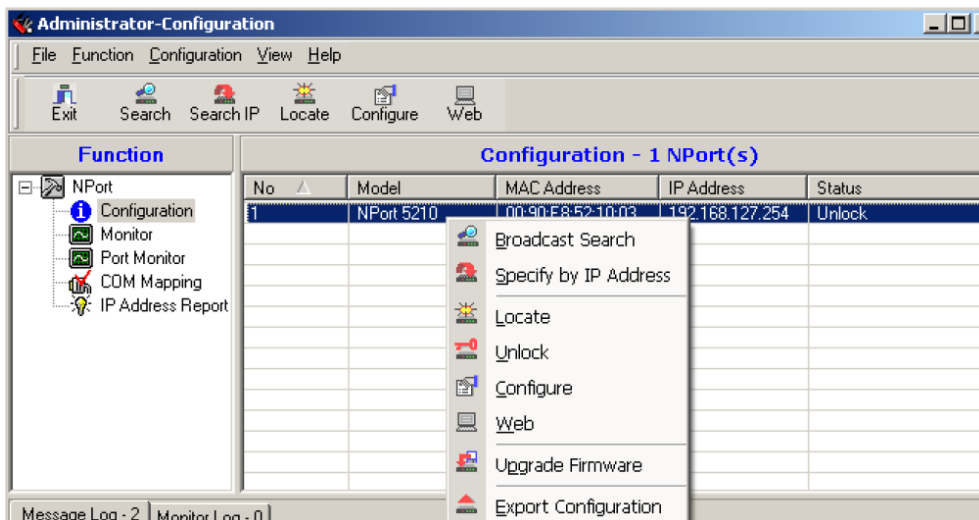 Administrator-Configuration
File Function Configuration View Help
Exit Search Search IP Locate Configure Web
Function
Configuration - 1 NPort(s)
NPort
Configuration
Monitor
Port Monitor
COM Mapping
IP Address Report
No Model MAC Address IP Address Status
1 NPort 5210 00:90:E8:52:10:03 192.168.127.254 Unlock
Broadcast Search
Specify by IP Address
Locate
Unlock
Configure
Web
Upgrade Firmware
Export Configuration
Message Log - 2 Monitor Log - 0